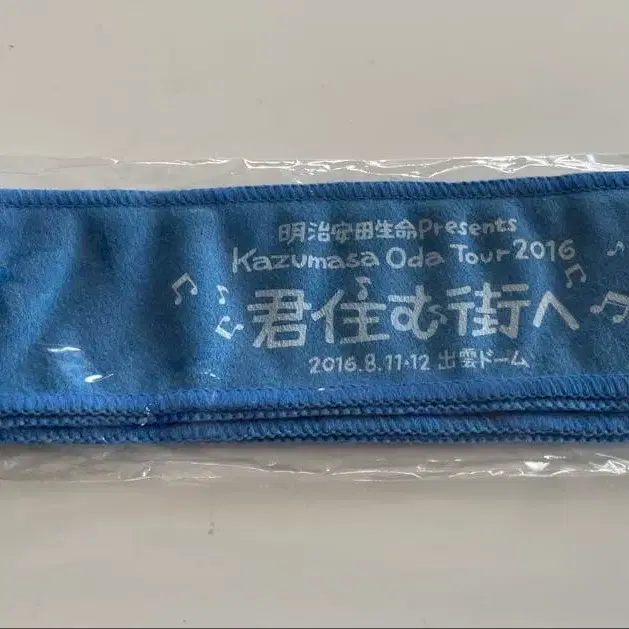 明治安田生命Presents
Kazumasa Oda Tour 2016
君住む街へ
2016.8.11・12 出雲ドーム